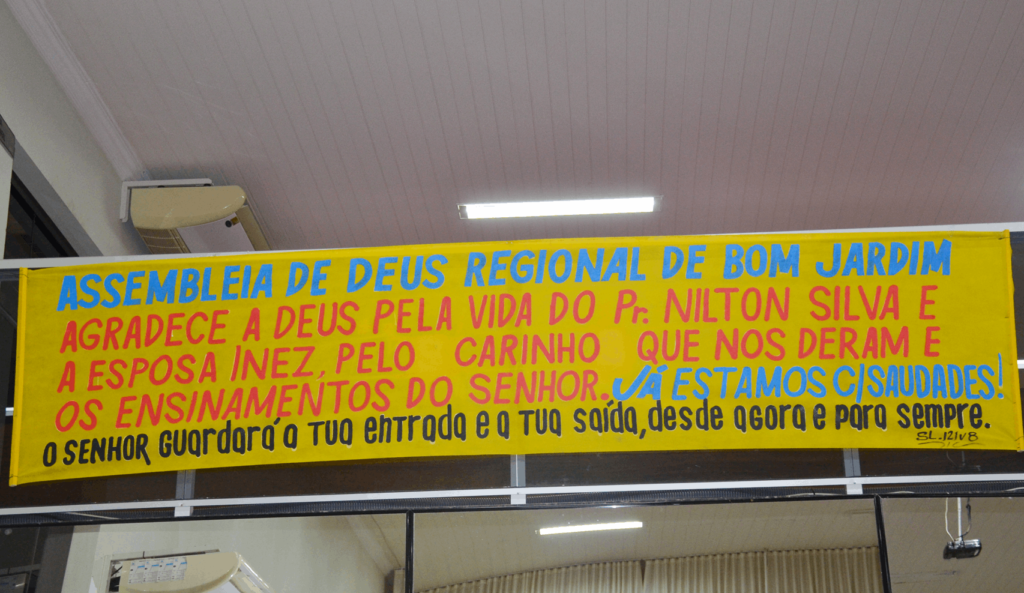 ASSEMBLEIA DE DEUS REGIONAL DE BOM JARDIM
AGRADECE A DEUS PELA VIDA DO Pr. NILTON SILVA E
A ESPOSA INEZ, PELO CARINHO QUE NOS DERAM E
OS ENSINAMENTOS DO SENHOR. JÁ ESTAMOS C/SAUDADES!
O SENHOR GUARDARÁ A TUA ENTRADA E A TUA SAÍDA, desde agora e para sempre.
SL.121v8